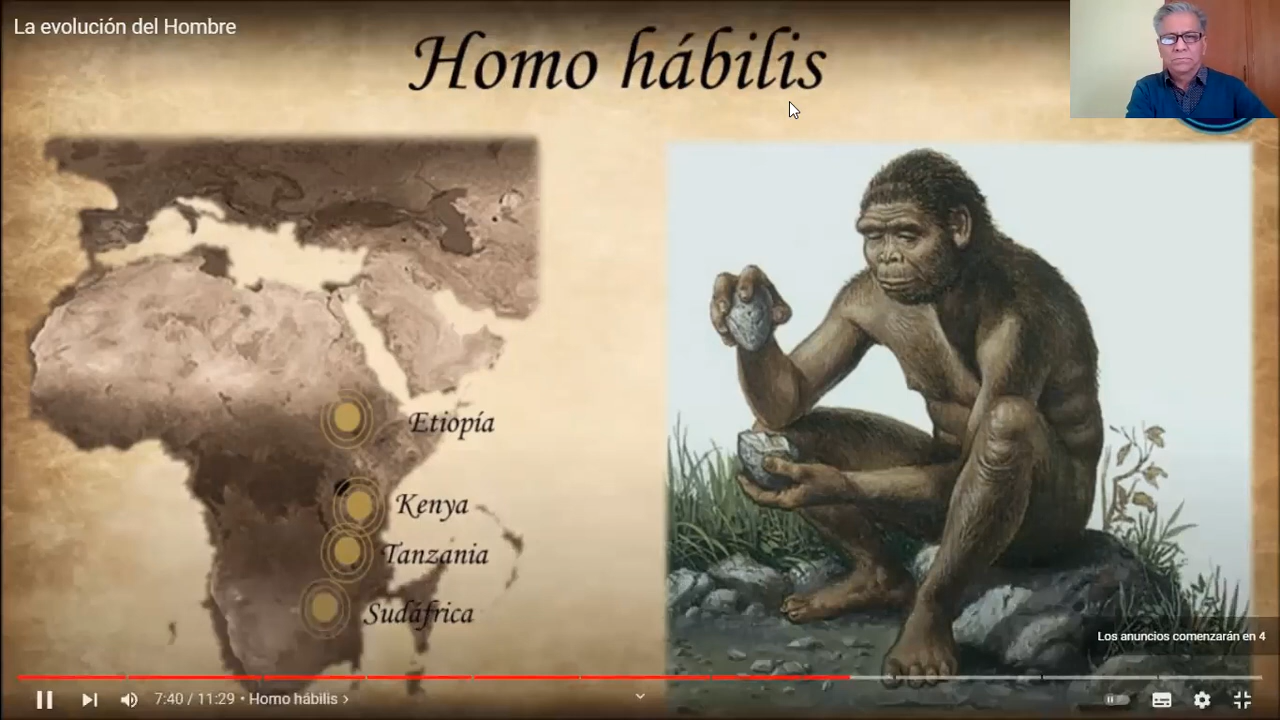 La evolución del Hombre
Homo hábilis
Etiopía
Kenya
Tanzania
Sudáfrica
Los anuncios comenzarán en 4
7:40 / 11:29 • Homo hábilis